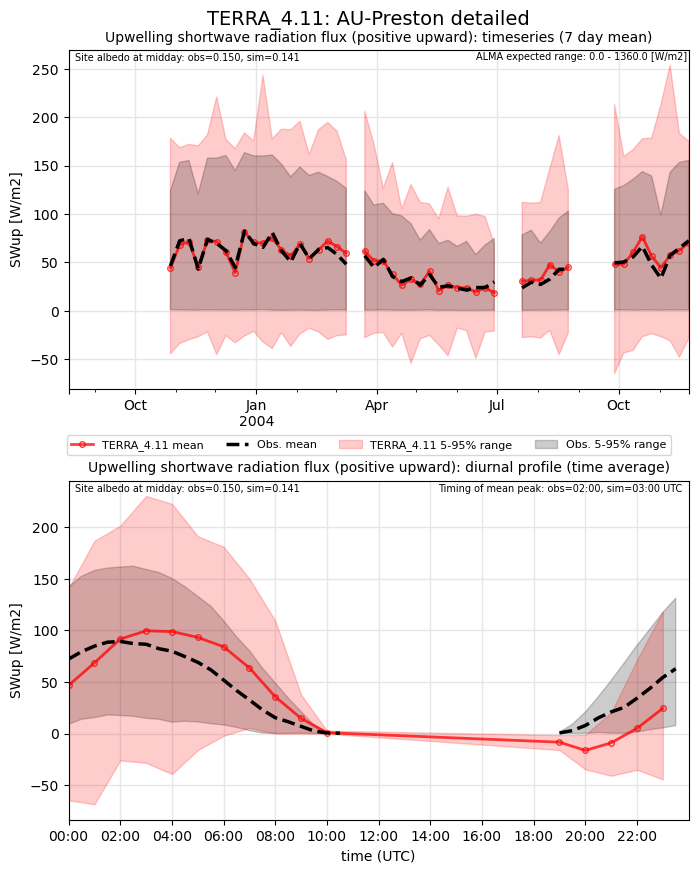 TERRA_4.11: AU-Preston detailed
Upwelling shortwave radiation flux (positive upward): timeseries (7 day mean)
Site albedo at midday: obs=0.150, sim=0.141
ALMA expected range: 0.0 - 1360.0 [W/m2]
250
200
150
100
50
0
−50
SWup [W/m2]
Oct
Jan
2004
Apr
Jul
Oct
TERRA_4.11 mean
Obs. mean
TERRA_4.11 5-95% range
Obs. 5-95% range
Upwelling shortwave radiation flux (positive upward): diurnal profile (time average)
Site albedo at midday: obs=0.150, sim=0.141
Timing of mean peak: obs=02:00, sim=03:00 UTC
200
150
100
50
0
−50
SWup [W/m2]
00:00
02:00
04:00
06:00
08:00
10:00
12:00
14:00
16:00
18:00
20:00
22:00
time (UTC)